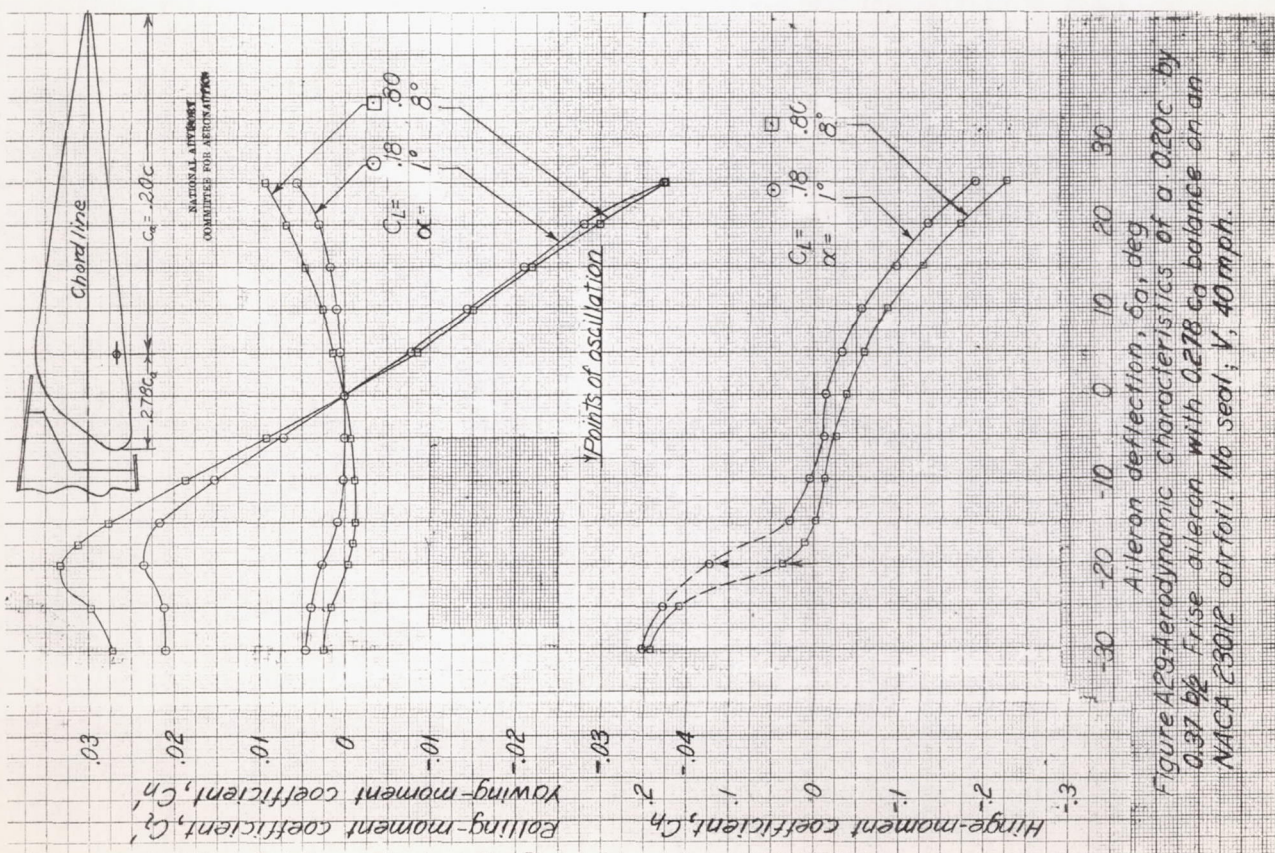 Chord line
cₐ = .20c
.278cₐ
NATIONAL ADVISORY
COMMITTEE FOR AERONAUTICS
C_L= .18 .80
α= 1° 8°
Points of oscillation
C_L= .18 .80
α= 1° 8°
Rolling-moment coefficient, C_l'
Yawing-moment coefficient, C_n'
.03
.02
.01
0
-.01
-.02
-.03
-.04
Hinge-moment coefficient, C_h
.2
.1
0
-.1
-.2
-.3
-30 -20 -10 0 10 20 30
Aileron deflection, δₐ, deg
Figure A29-Aerodynamic characteristics of a 0.20c by
0.37 b/2 Frise aileron with 0.278 cₐ balance on an
NACA 23012 airfoil. No seal; V, 40 mph.